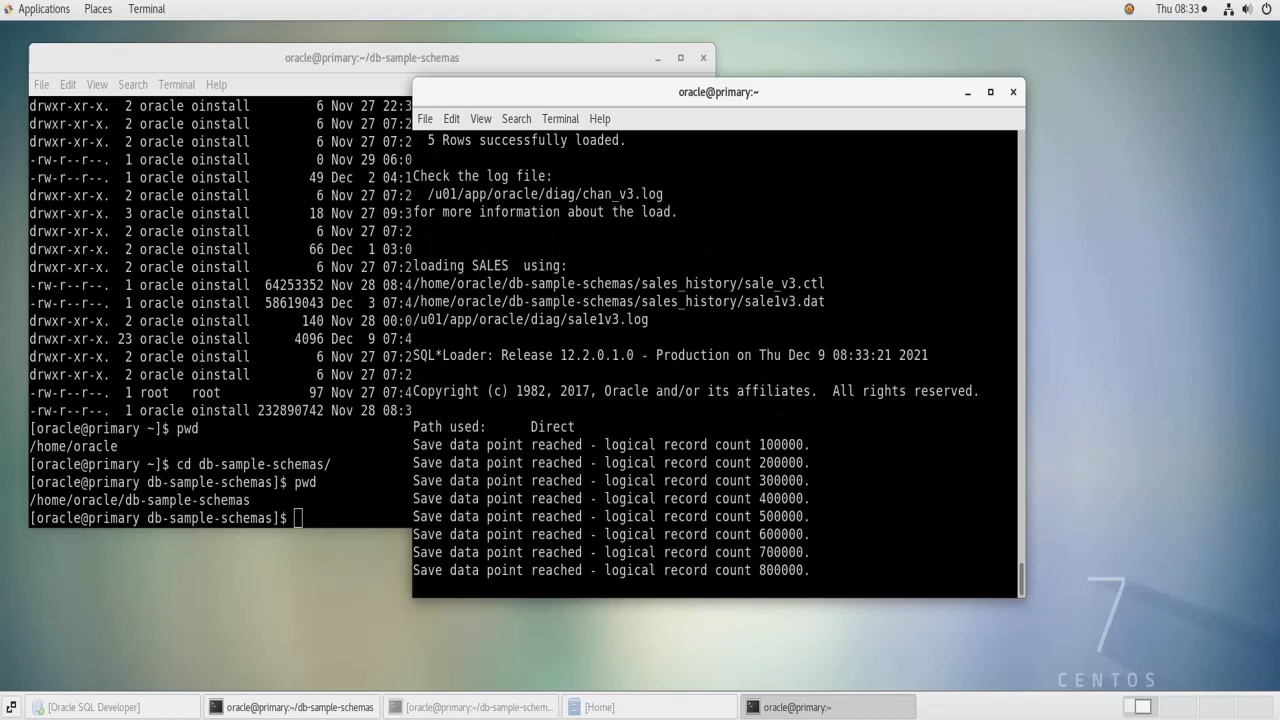 Applications Places Terminal
Thu 08:33
oracle@primary:~/db-sample-schemas
File Edit View Search Terminal Help
drwxr-xr-x. 2 oracle oinstall 6 Nov 27 22:3
drwxr-xr-x. 2 oracle oinstall 6 Nov 27 07:2
drwxr-xr-x. 2 oracle oinstall 6 Nov 27 07:2
-rw-r--r--. 1 oracle oinstall 0 Nov 29 06:0
-rw-r--r--. 1 oracle oinstall 49 Dec 2 04:1
drwxr-xr-x. 2 oracle oinstall 6 Nov 27 07:2
drwxr-xr-x. 3 oracle oinstall 18 Nov 27 09:3
drwxr-xr-x. 2 oracle oinstall 6 Nov 27 07:2
drwxr-xr-x. 2 oracle oinstall 66 Dec 1 03:0
drwxr-xr-x. 2 oracle oinstall 6 Nov 27 07:2
-rw-r--r--. 1 oracle oinstall 64253352 Nov 28 08:4
-rw-r--r--. 1 oracle oinstall 58619043 Dec 3 07:4
-rw-r--r--. 1 oracle oinstall 140 Nov 28 00:0
drwxr-xr-x. 23 oracle oinstall 4096 Dec 9 07:4
drwxr-xr-x. 2 oracle oinstall 6 Nov 27 07:2
drwxr-xr-x. 2 oracle oinstall 6 Nov 27 07:2
-rw-r--r--. 1 root root 97 Nov 27 07:4
-rw-r--r--. 1 oracle oinstall 232890742 Nov 28 08:3
[oracle@primary ~]$ pwd
/home/oracle
[oracle@primary ~]$ cd db-sample-schemas/
[oracle@primary db-sample-schemas]$ pwd
/home/oracle/db-sample-schemas
[oracle@primary db-sample-schemas]$
oracle@primary:~
File Edit View Search Terminal Help
5 Rows successfully loaded.
Check the log file:
/u01/app/oracle/diag/chan_v3.log
for more information about the load.
loading SALES using:
/home/oracle/db-sample-schemas/sales_history/sale_v3.ctl
/home/oracle/db-sample-schemas/sales_history/sale1v3.dat
/u01/app/oracle/diag/sale1v3.log
SQL*Loader: Release 12.2.0.1.0 - Production on Thu Dec 9 08:33:21 2021
Copyright (c) 1982, 2017, Oracle and/or its affiliates. All rights reserved.
Path used: Direct
Save data point reached - logical record count 100000.
Save data point reached - logical record count 200000.
Save data point reached - logical record count 300000.
Save data point reached - logical record count 400000.
Save data point reached - logical record count 500000.
Save data point reached - logical record count 600000.
Save data point reached - logical record count 700000.
Save data point reached - logical record count 800000.
7
CENTOS
[Oracle SQL Developer]
oracle@primary:~/db-sample-schemas
[oracle@primary:~/db-sample-schem...
[Home]
oracle@primary:~